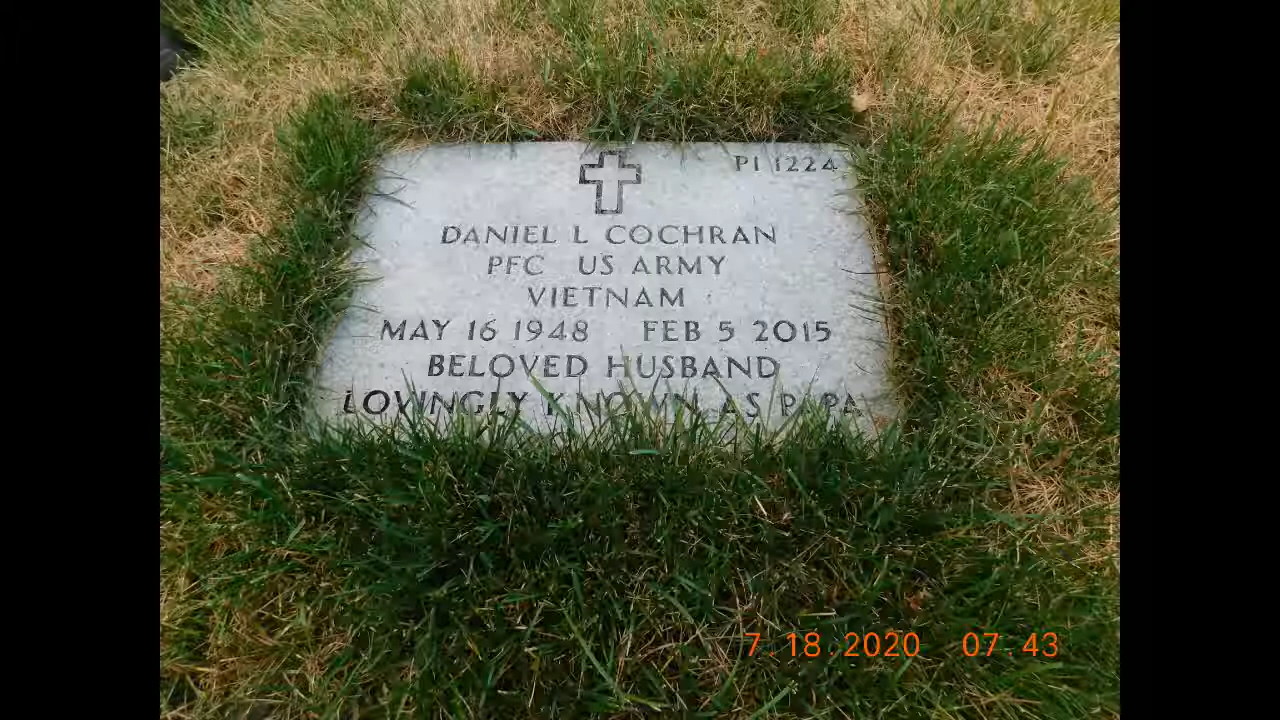 P1 1224
DANIEL L COCHRAN
PFC US ARMY
VIETNAM
MAY 16 1948 FEB 5 2015
BELOVED HUSBAND
LOVINGLY KNOWN AS PAPA
7.18.2020 07.43